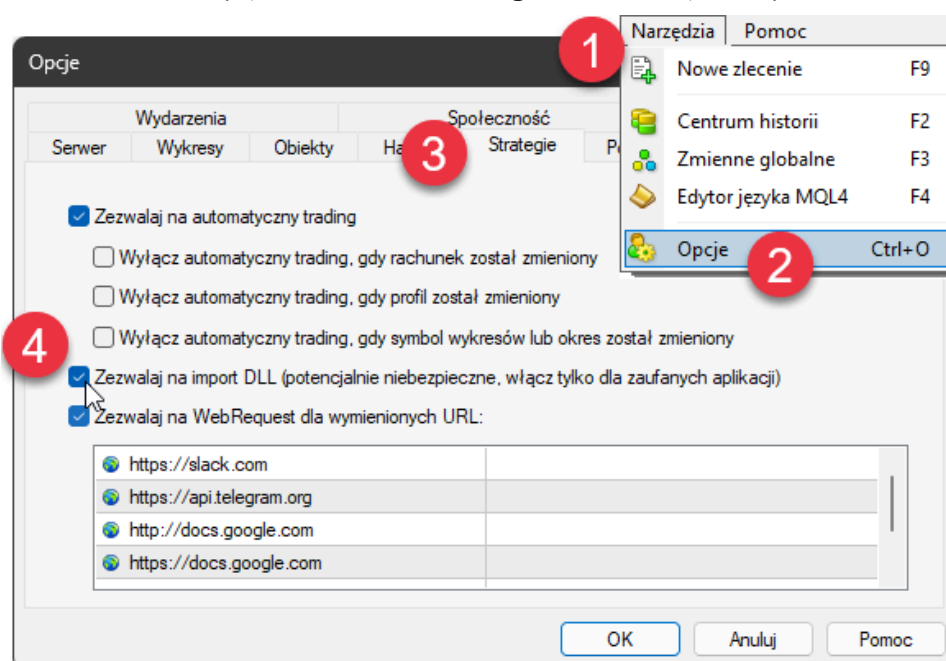 Narzędzia Pomoc
1
Opcje
Nowe zlecenie F9
Wydarzenia Społeczność
Centrum historii F2
Serwer Wykresy Obiekty
3
Strategie
Zmienne globalne F3
Edytor języka MQL4 F4
Zezwalaj na automatyczny trading
Opcje Ctrl+O
2
Wyłącz automatyczny trading, gdy rachunek został zmieniony
Wyłącz automatyczny trading, gdy profil został zmieniony
Wyłącz automatyczny trading, gdy symbol wykresów lub okres został zmieniony
4
Zezwalaj na import DLL (potencjalnie niebezpieczne, włącz tylko dla zaufanych aplikacji)
Zezwalaj na WebRequest dla wymienionych URL:
https://slack.com
https://api.telegram.org
http://docs.google.com
https://docs.google.com
OK Anuluj Pomoc